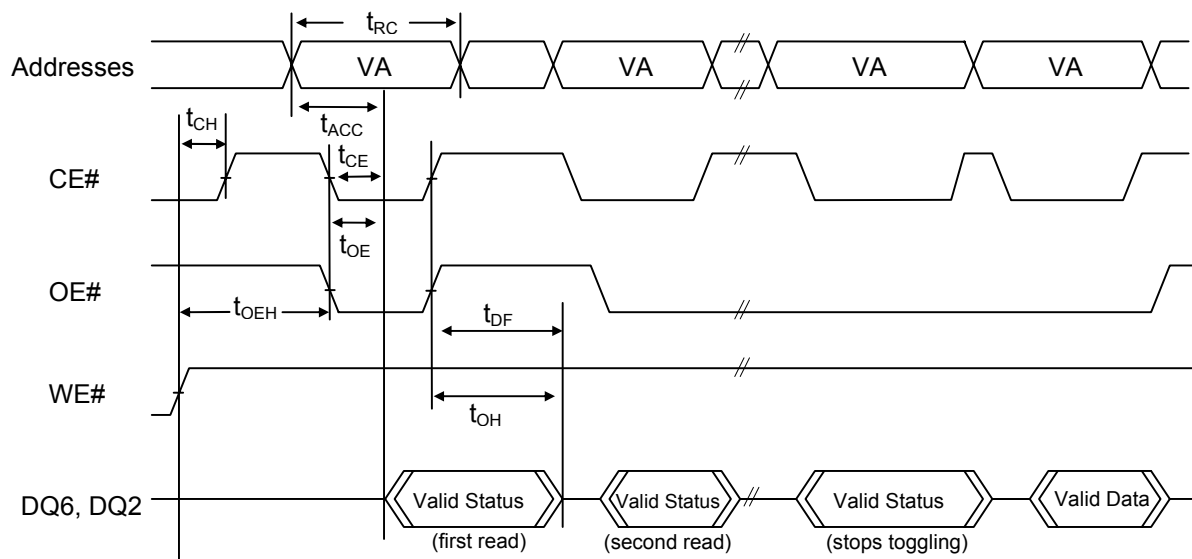 tRC
Addresses VA VA VA VA
tCH
tACC
tCE
CE#
tOE
OE#
tOEH
tDF
WE#
tOH
DQ6, DQ2 Valid Status Valid Status Valid Status Valid Data
(first read) (second read) (stops toggling)